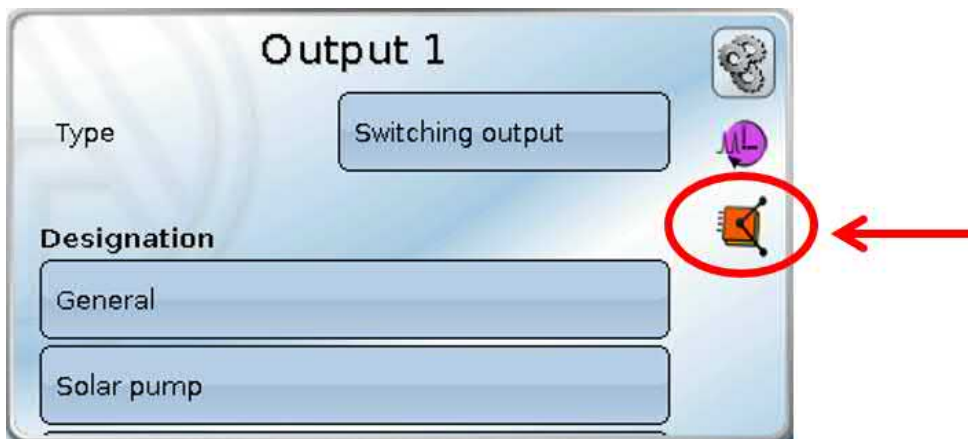 Output 1
Type
Switching output
Designation
General
Solar pump